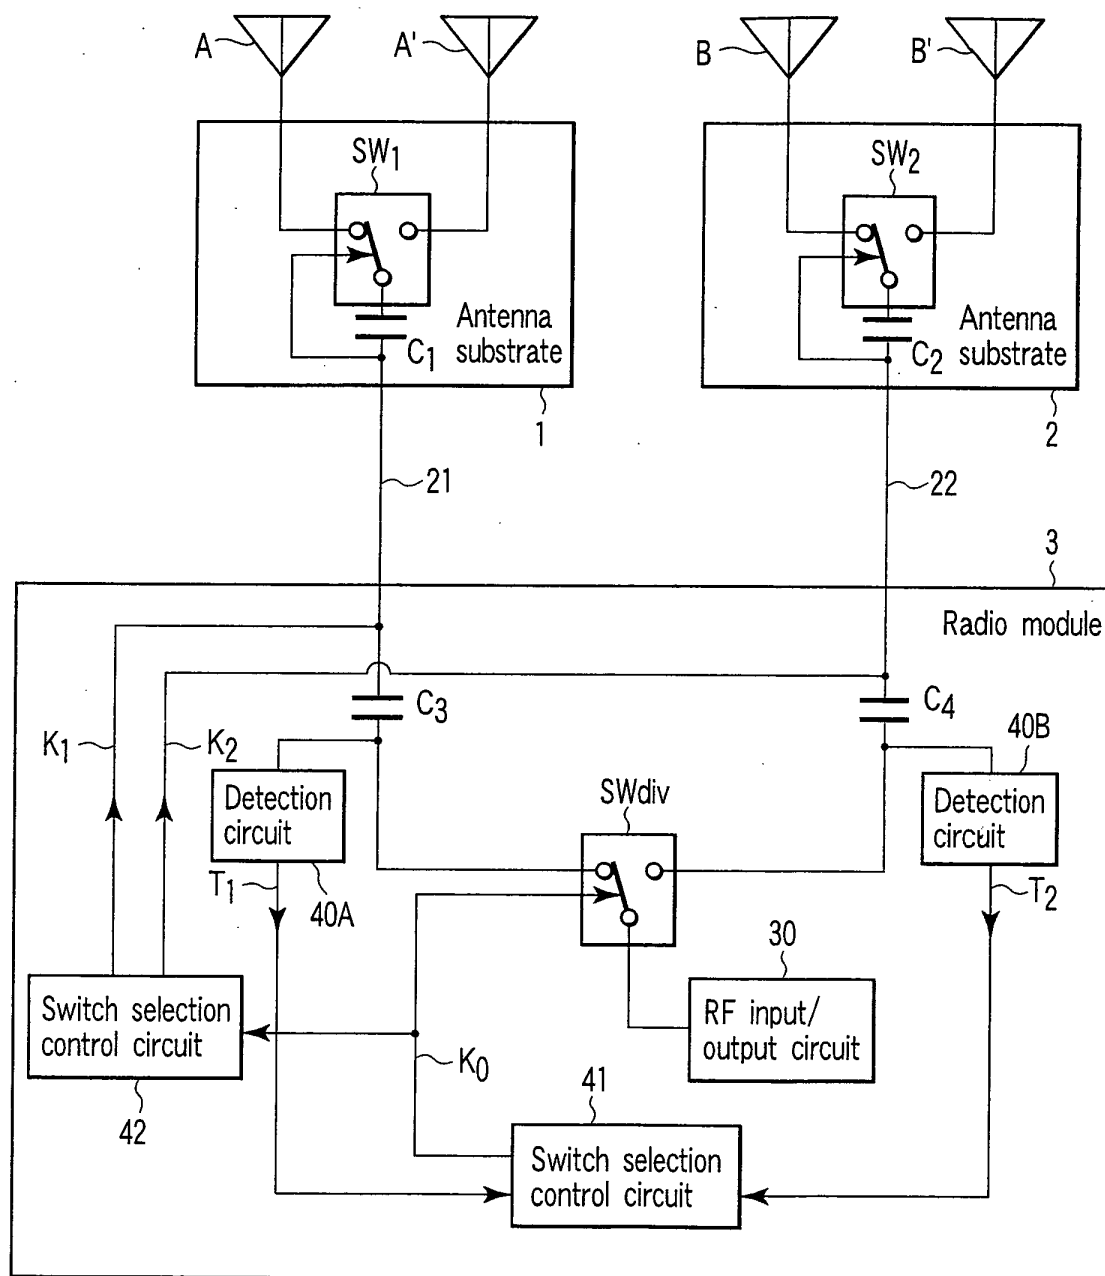 A
A'
B
B'
SW1
SW2
Antenna
substrate
C1
Antenna
substrate
C2
1
2
21
22
3
Radio module
C3
C4
K1
K2
40B
Detection
circuit
SWdiv
Detection
circuit
T1
40A
T2
30
Switch selection
control circuit
RF input/
output circuit
K0
41
42
Switch selection
control circuit